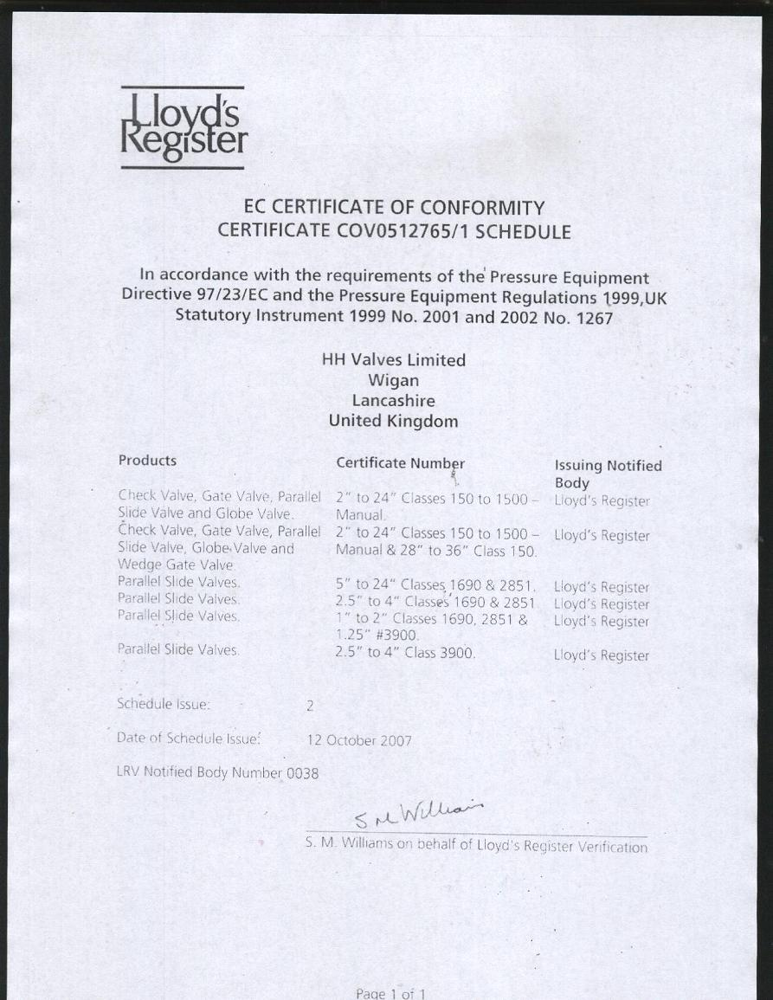 Lloyd's
Register
EC CERTIFICATE OF CONFORMITY
CERTIFICATE COV0512765/1 SCHEDULE
In accordance with the requirements of the Pressure Equipment
Directive 97/23/EC and the Pressure Equipment Regulations 1999,UK
Statutory Instrument 1999 No. 2001 and 2002 No. 1267
HH Valves Limited
Wigan
Lancashire
United Kingdom
Products Certificate Number Issuing Notified
Body
Check Valve, Gate Valve, Parallel 2" to 24" Classes 150 to 1500 – Lloyd's Register
Slide Valve and Globe Valve. Manual.
Check Valve, Gate Valve, Parallel 2" to 24" Classes 150 to 1500 – Lloyd's Register
Slide Valve, Globe Valve and Manual & 28" to 36" Class 150.
Wedge Gate Valve.
Parallel Slide Valves. 5" to 24" Classes 1690 & 2851. Lloyd's Register
Parallel Slide Valves. 2.5" to 4" Classes 1690 & 2851. Lloyd's Register
Parallel Slide Valves. 1" to 2" Classes 1690, 2851 & Lloyd's Register
1.25" #3900.
Parallel Slide Valves. 2.5" to 4" Class 3900. Lloyd's Register
Schedule Issue: 2
Date of Schedule Issue: 12 October 2007
LRV Notified Body Number 0038
S M Williams
S. M. Williams on behalf of Lloyd's Register Verification
Page 1 of 1